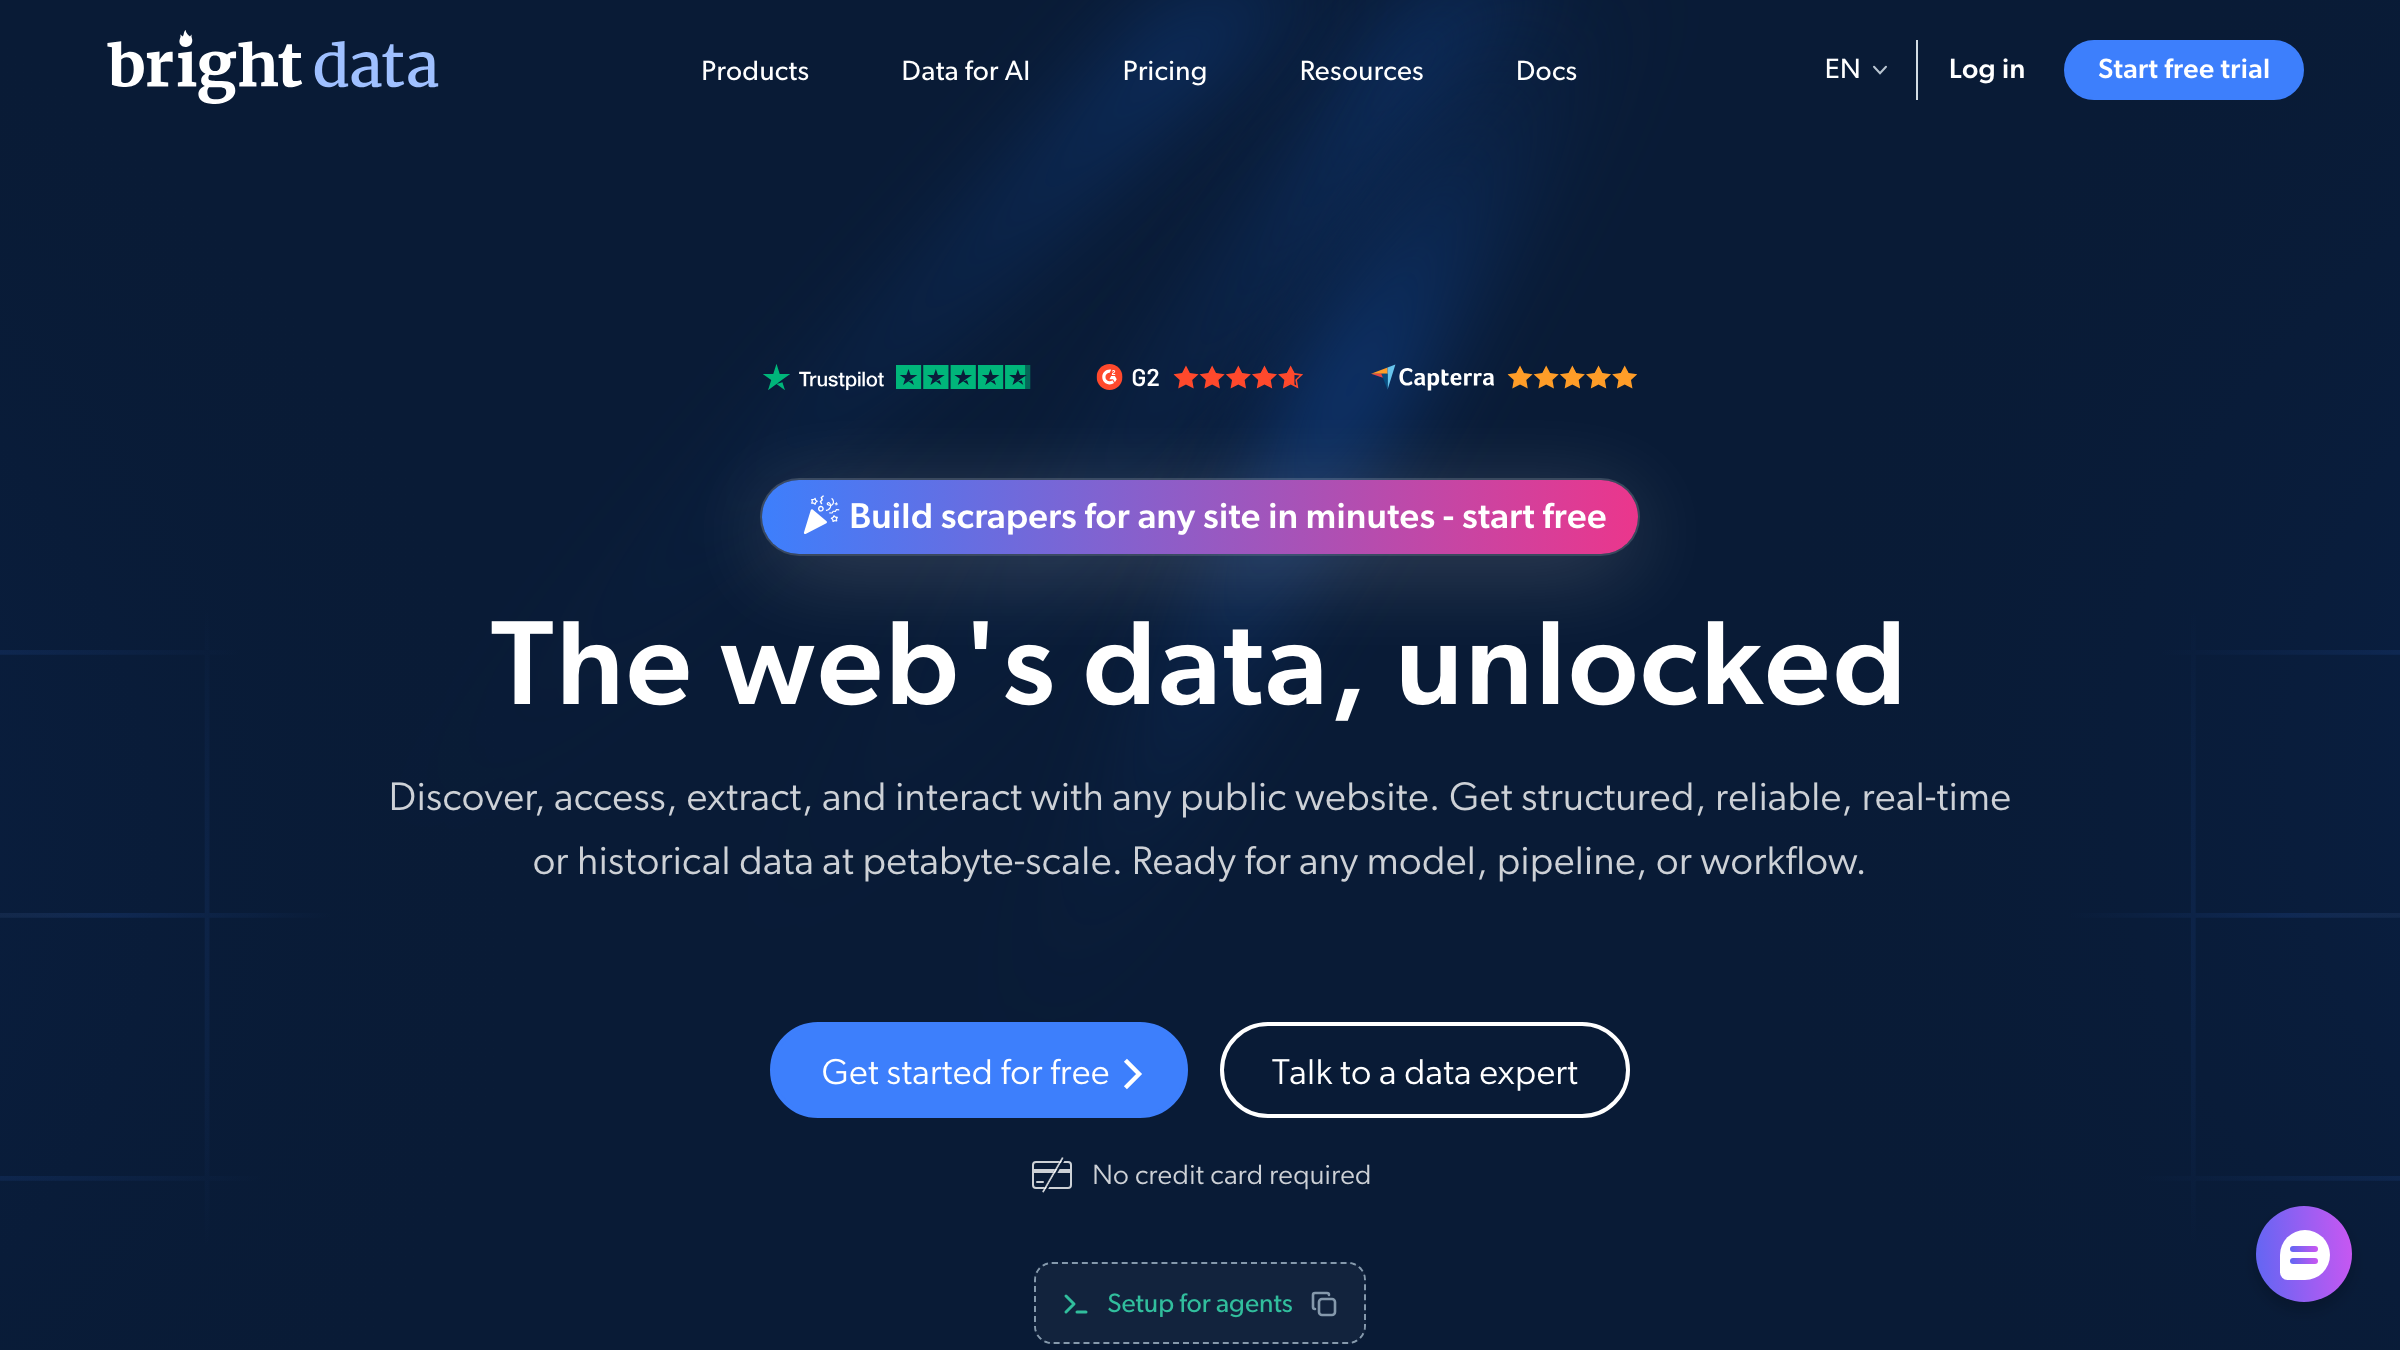 bright data
Products
Data for AI
Pricing
Resources
Docs
EN
Log in
Start free trial
Trustpilot
G2
Capterra
Build scrapers for any site in minutes - start free
The web's data, unlocked
Discover, access, extract, and interact with any public website. Get structured, reliable, real-time
or historical data at petabyte-scale. Ready for any model, pipeline, or workflow.
Get started for free
Talk to a data expert
No credit card required
Setup for agents